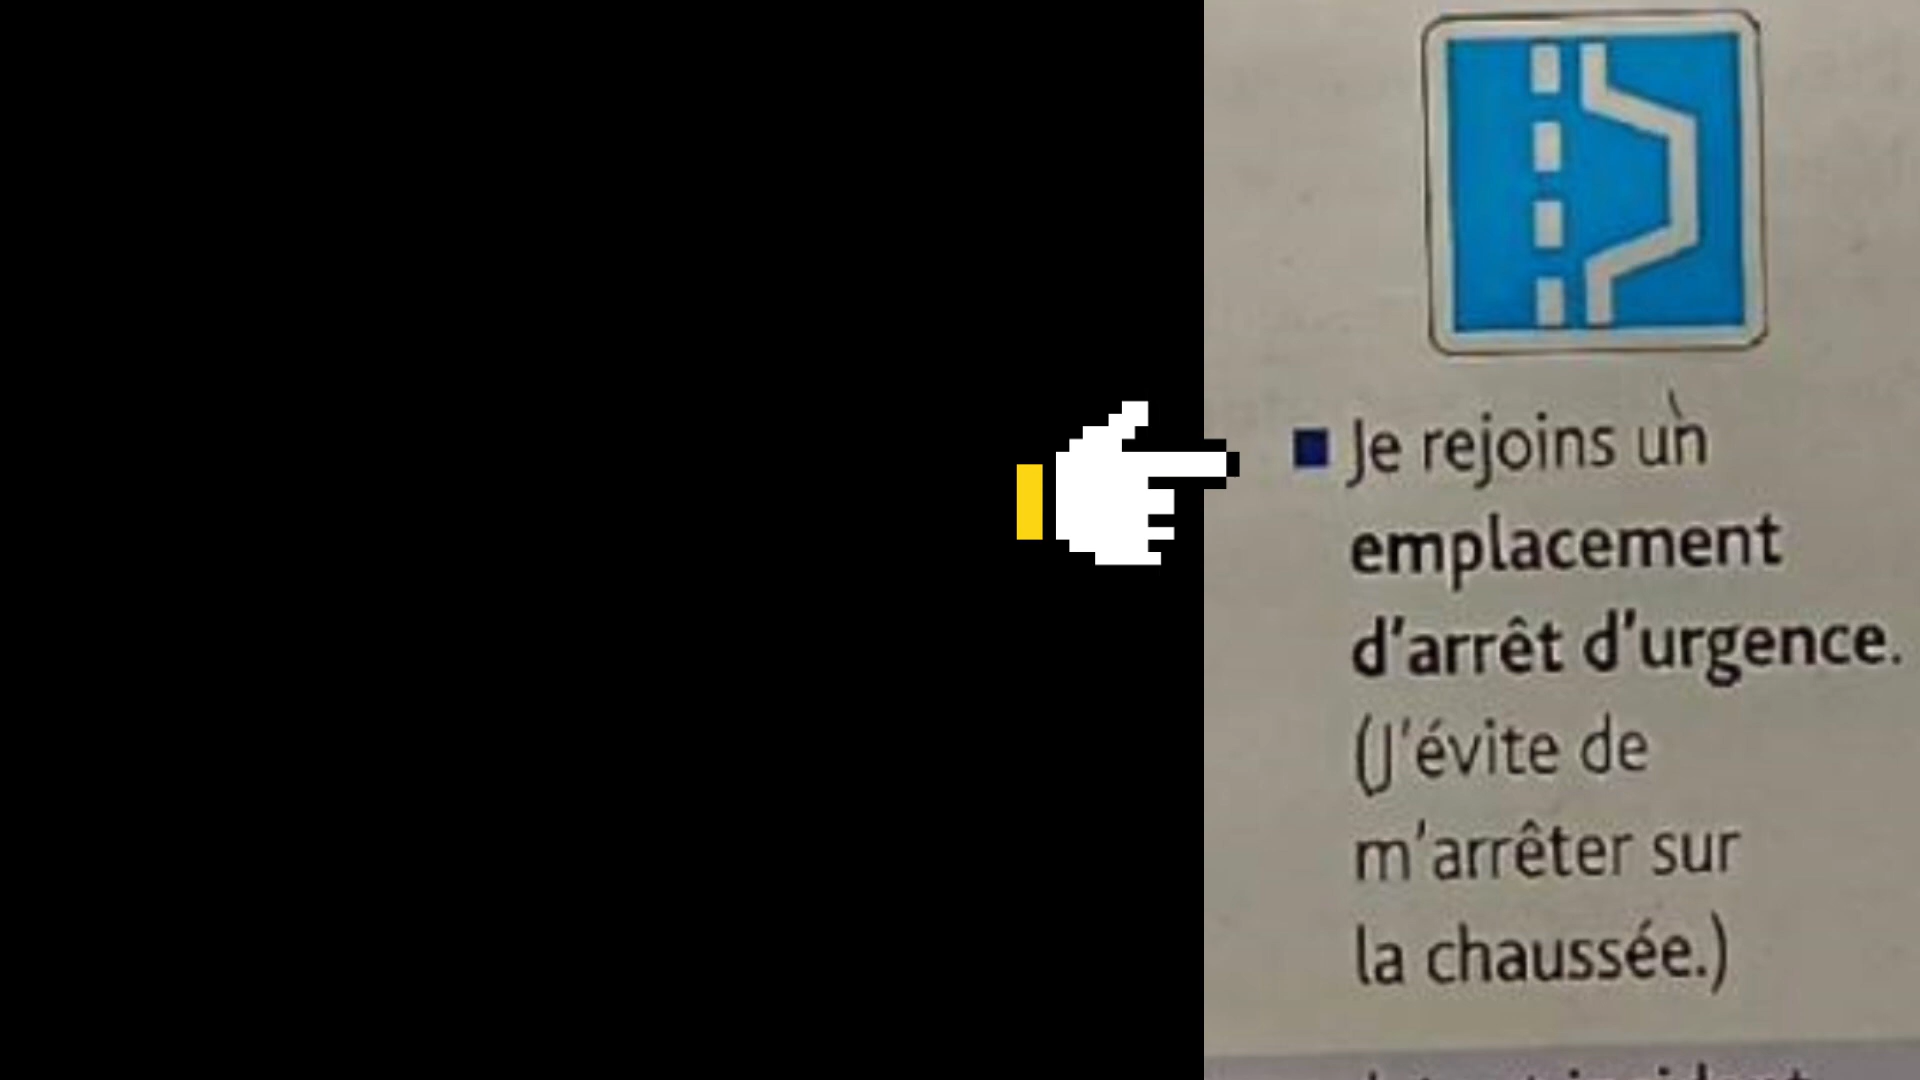 Je rejoins un
emplacement
d'arrêt d'urgence.
(J'évite de
m'arrêter sur
la chaussée.)